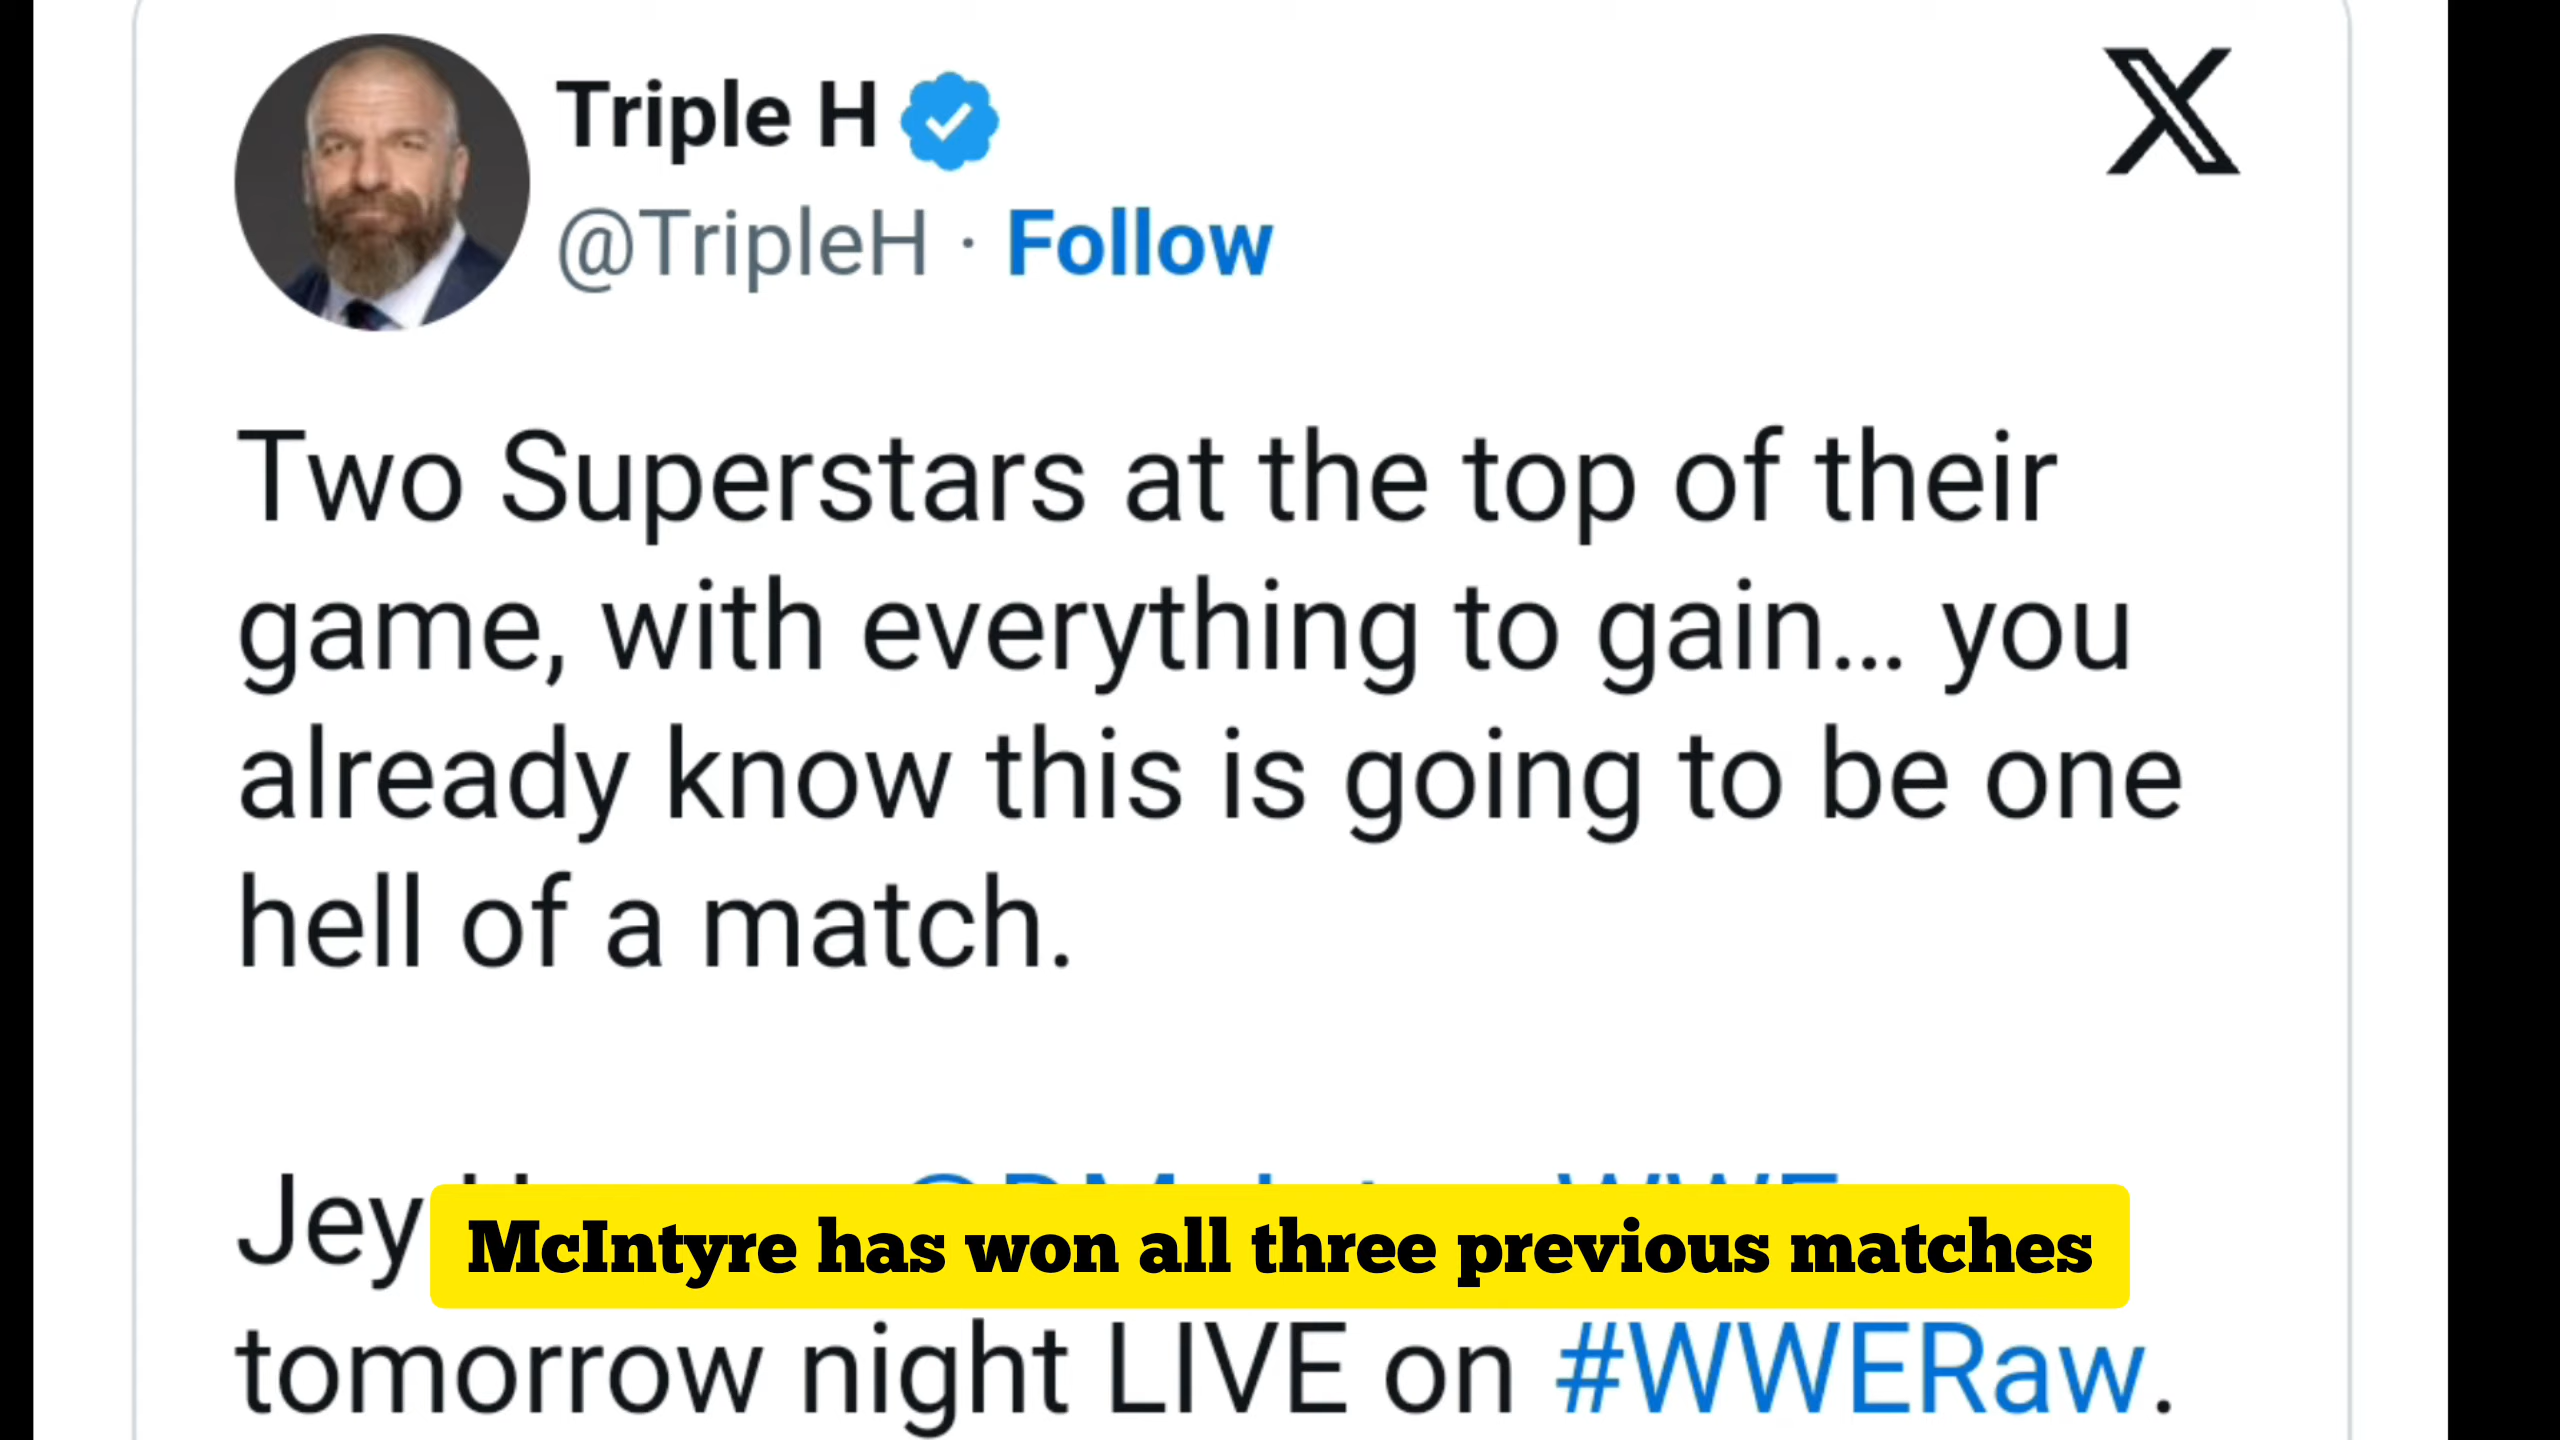 Triple H
@TripleH · Follow
Two Superstars at the top of their
game, with everything to gain... you
already know this is going to be one
hell of a match.
Jey
McIntyre has won all three previous matches
tomorrow night LIVE on #WWERaw.